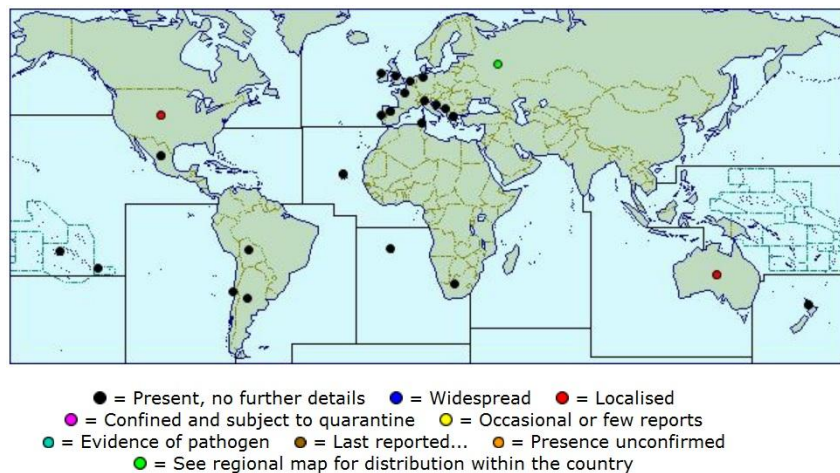 = Present, no further details = Widespread = Localised
= Confined and subject to quarantine = Occasional or few reports
= Evidence of pathogen = Last reported... = Presence unconfirmed
= See regional map for distribution within the country